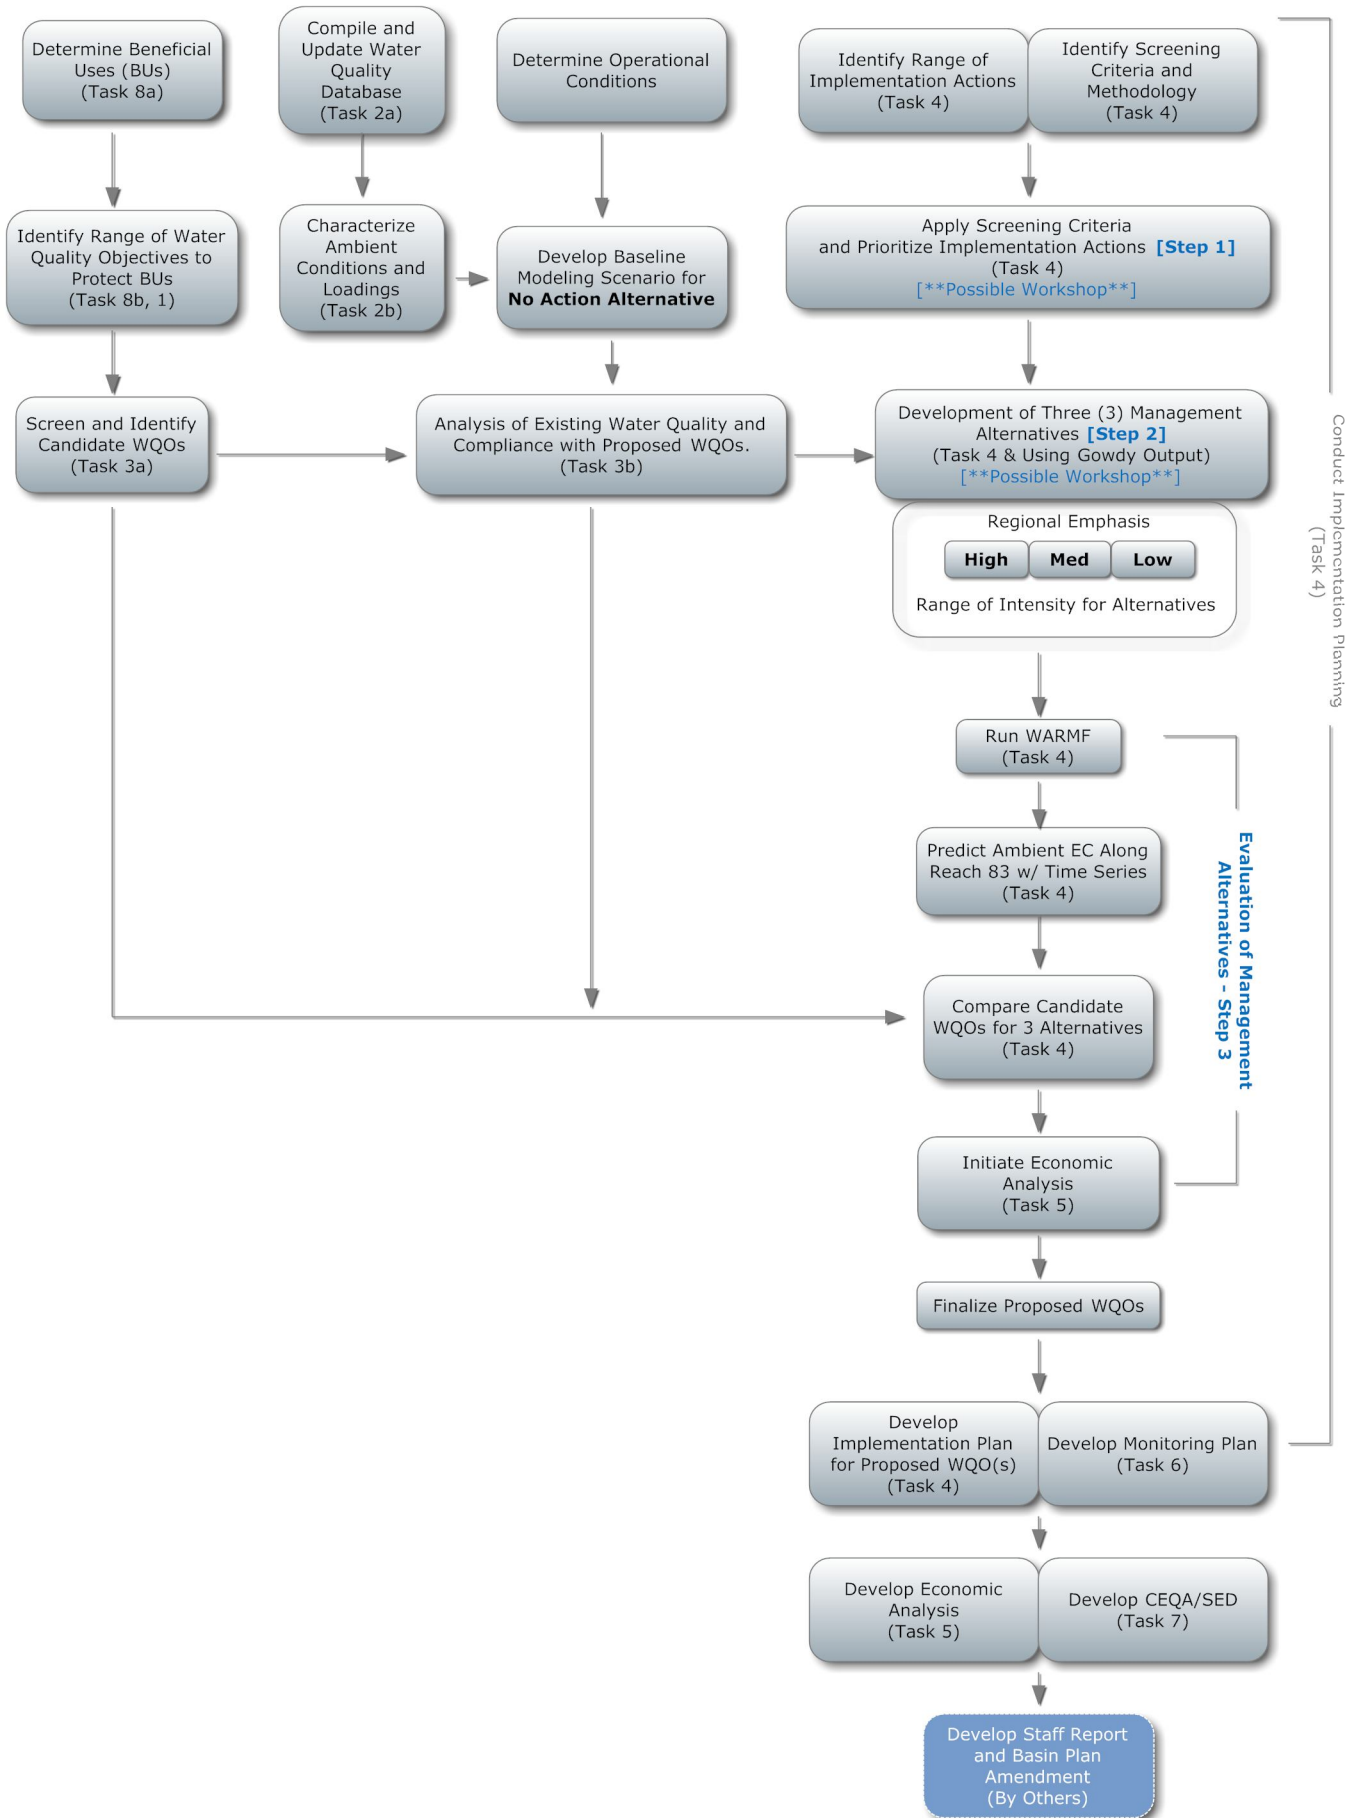 Determine Beneficial
Uses (BUs)
(Task 8a)
Compile and
Update Water
Quality
Database
(Task 2a)
Determine Operational
Conditions
Identify Range of
Implementation Actions
(Task 4)
Identify Screening
Criteria and
Methodology
(Task 4)
Identify Range of Water
Quality Objectives to
Protect BUs
(Task 8b, 1)
Characterize
Ambient
Conditions and
Loadings
(Task 2b)
Develop Baseline
Modeling Scenario for
No Action Alternative
Apply Screening Criteria
and Prioritize Implementation Actions [Step 1]
(Task 4)
[**Possible Workshop**]
Screen and Identify
Candidate WQOs
(Task 3a)
Analysis of Existing Water Quality and
Compliance with Proposed WQOs.
(Task 3b)
Development of Three (3) Management
Alternatives [Step 2]
(Task 4 & Using Gowdy Output)
[**Possible Workshop**]
Regional Emphasis
High Med Low
Range of Intensity for Alternatives
Conduct Implementation Planning
(Task 4)
Run WARMF
(Task 4)
Predict Ambient EC Along
Reach 83 w/ Time Series
(Task 4)
Evaluation of Management
Alternatives - Step 3
Compare Candidate
WQOs for 3 Alternatives
(Task 4)
Initiate Economic
Analysis
(Task 5)
Finalize Proposed WQOs
Develop
Implementation Plan
for Proposed WQO(s)
(Task 4)
Develop Monitoring Plan
(Task 6)
Develop Economic
Analysis
(Task 5)
Develop CEQA/SED
(Task 7)
Develop Staff Report
and Basin Plan
Amendment
(By Others)